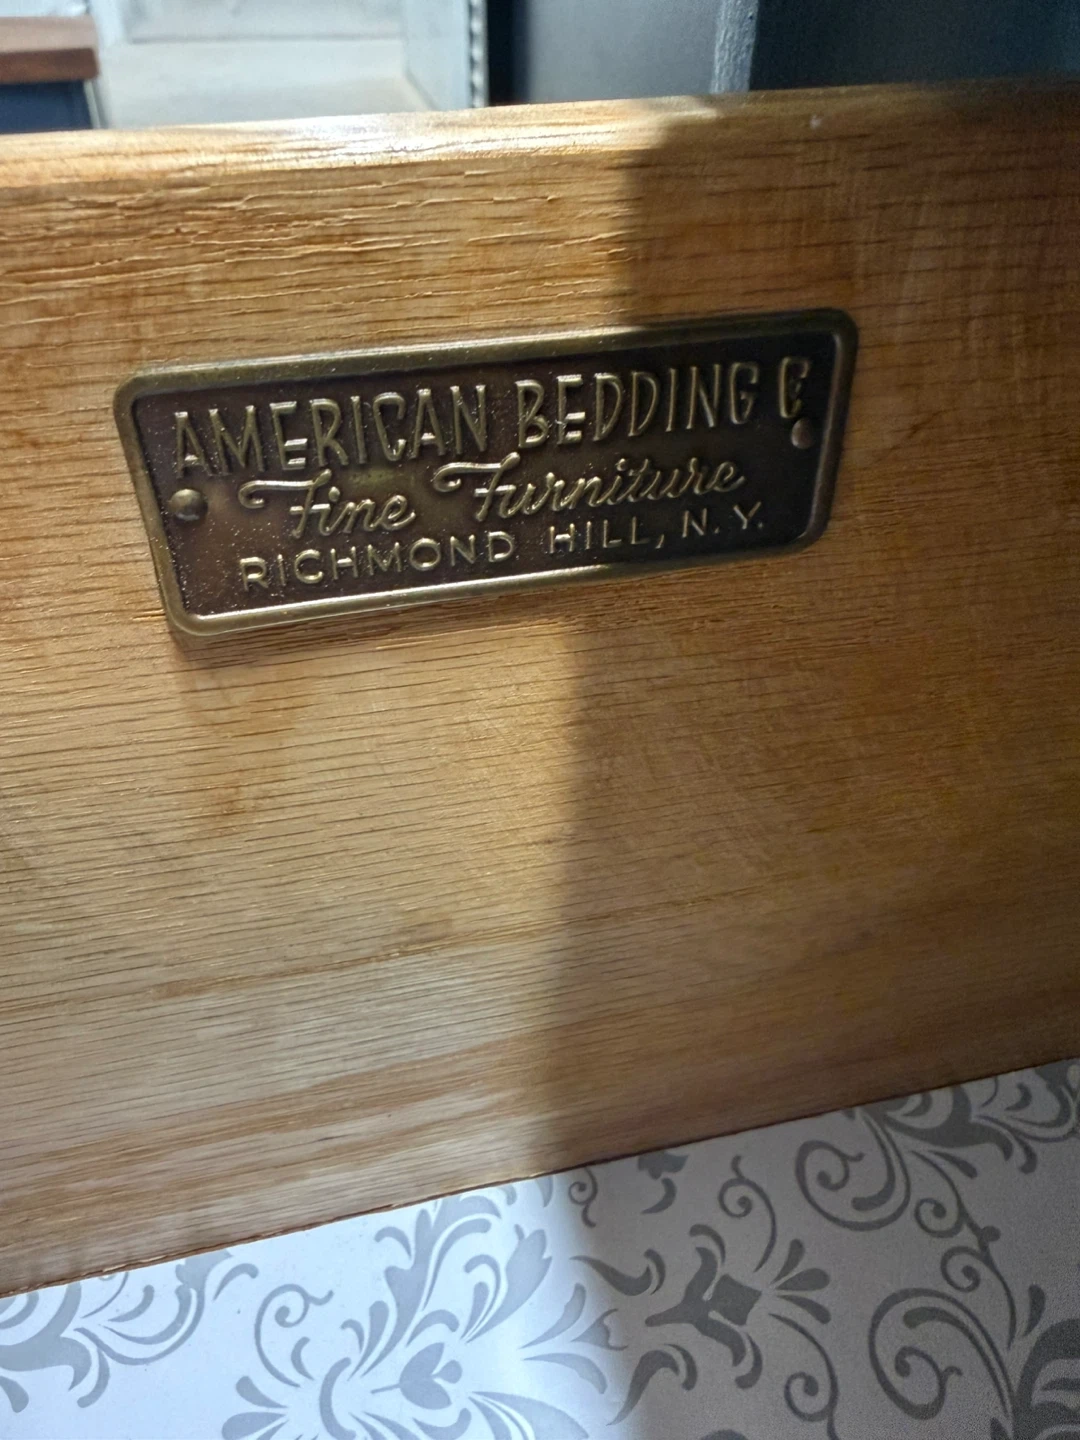 AMERICAN BEDDING C
Fine Furniture
RICHMOND HILL, N.Y.